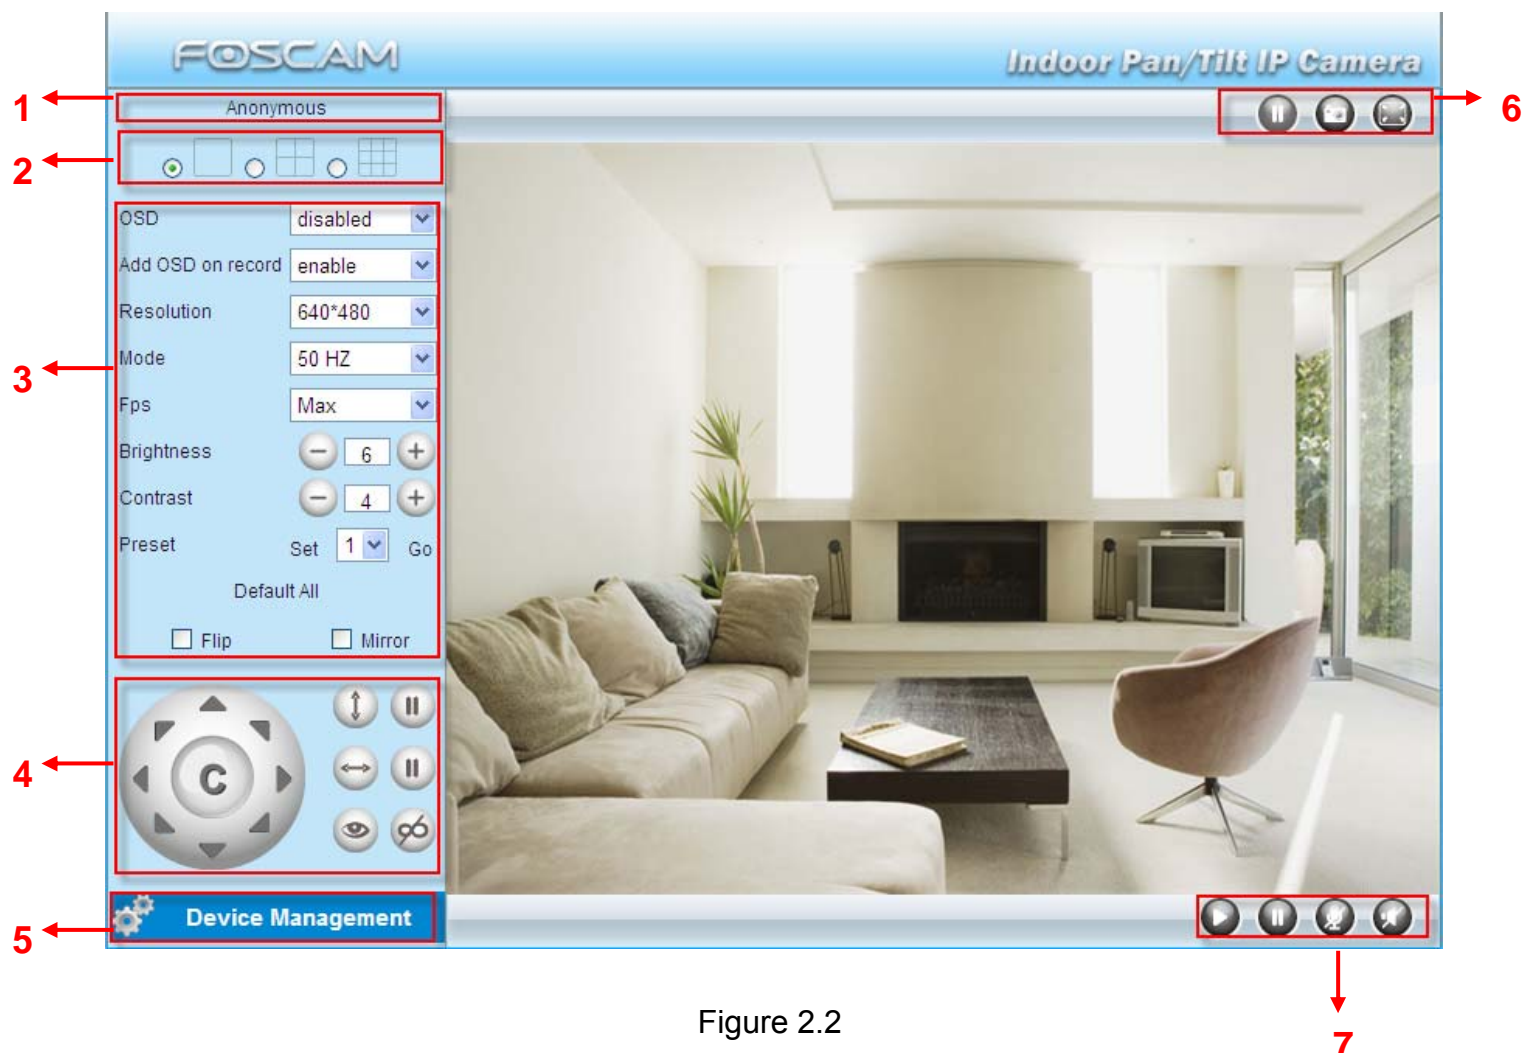 FOSCAM
Indoor Pan/Tilt IP Camera
1
Anonymous
6
2
OSD disabled
Add OSD on record enable
Resolution 640*480
Mode 50 HZ
3
Fps Max
Brightness 6
Contrast 4
Preset Set 1 Go
Default All
Flip Mirror
4
C
5
Device Management
Figure 2.2
7